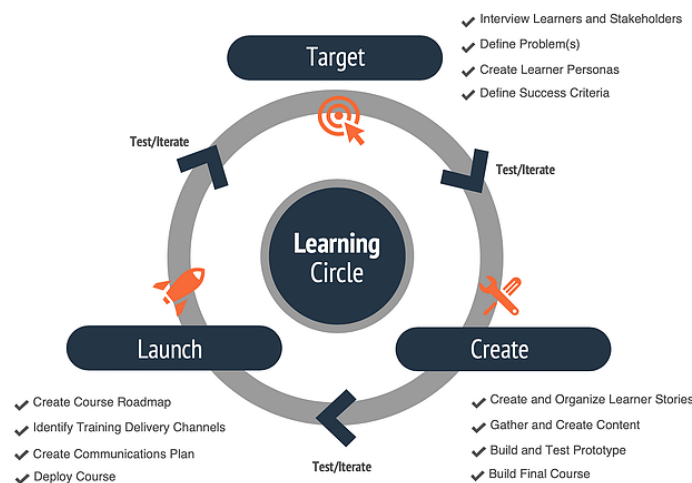 Target
Interview Learners and Stakeholders
Define Problem(s)
Create Learner Personas
Define Success Criteria
Test/Iterate
Test/Iterate
Learning
Circle
Launch
Create
Create Course Roadmap
Identify Training Delivery Channels
Create Communications Plan
Deploy Course
Create and Organize Learner Stories
Gather and Create Content
Build and Test Prototype
Build Final Course
Test/Iterate